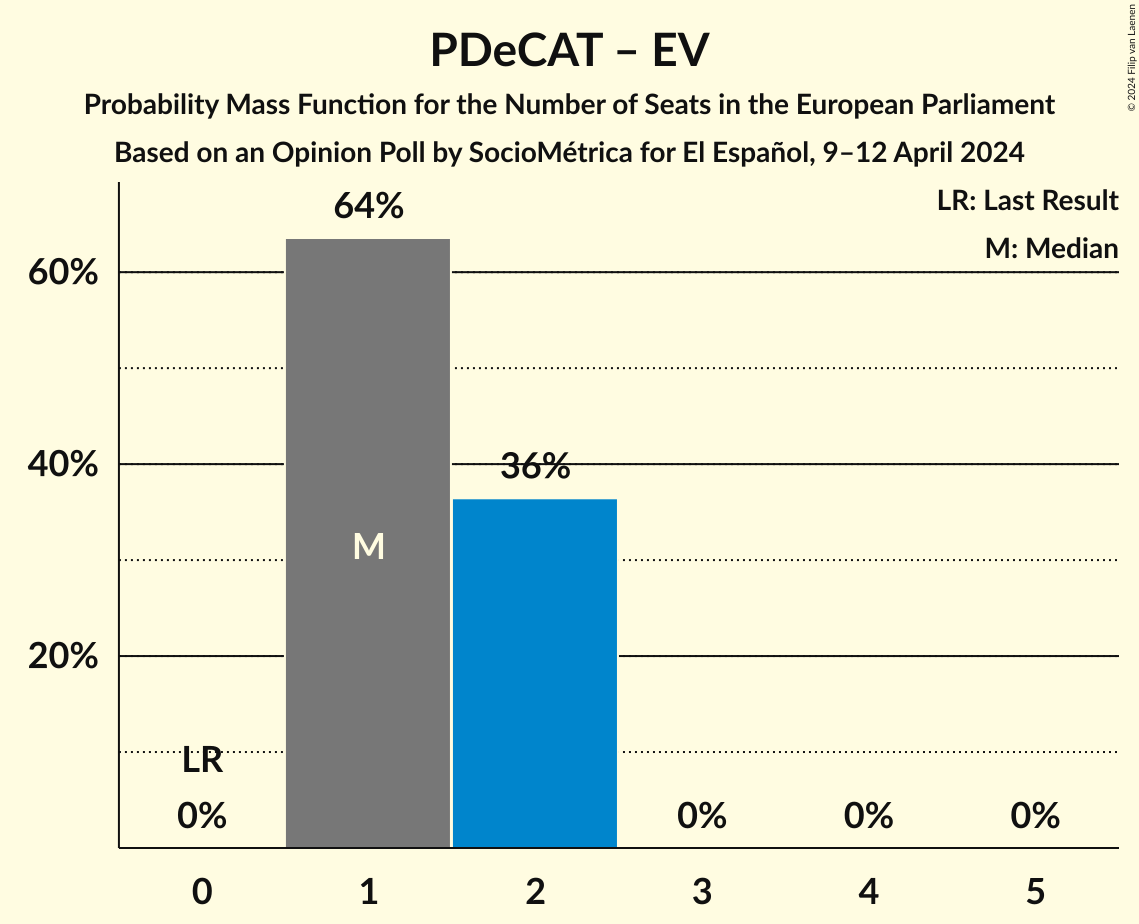 PDeCAT – EV
Probability Mass Function for the Number of Seats in the European Parliament
Based on an Opinion Poll by SocioMétrica for El Español, 9–12 April 2024
© 2024 Filip van Laenen
LR: Last Result
M: Median
64%
60%
40%
36%
M
20%
LR
0%
0%
0%
0%
0 1 2 3 4 5